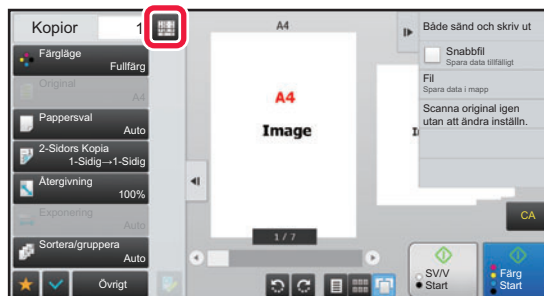 Kopior 1
Färgläge
Fullfärg
Original
A4
Pappersval
Auto
2-Sidors Kopia
1-Sidig→1-Sidig
Återgivning
100%
Exponering
Auto
Sortera/gruppera
Auto
Övrigt
A4
A4
Image
1 / 7
Både sänd och skriv ut
Snabbfil
Spara data tillfälligt
Fil
Spara data i mapp
Scanna original igen
utan att ändra inställn.
CA
SV/V
Start
Färg
Start